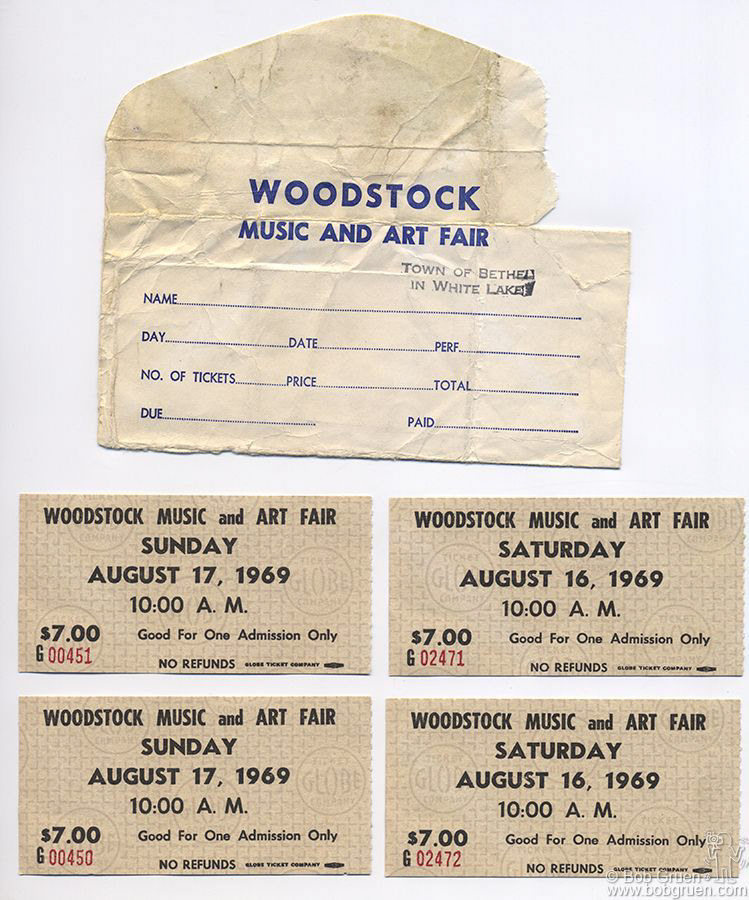 WOODSTOCK
MUSIC AND ART FAIR
TOWN OF BETHEL
IN WHITE LAKE
NAME
DAY DATE PERF.
NO. OF TICKETS PRICE TOTAL
DUE PAID
WOODSTOCK MUSIC and ART FAIR
SUNDAY
AUGUST 17, 1969
10:00 A. M.
$7.00 Good For One Admission Only
G 00451
NO REFUNDS GLOBE TICKET COMPANY
WOODSTOCK MUSIC and ART FAIR
SATURDAY
AUGUST 16, 1969
10:00 A. M.
$7.00 Good For One Admission Only
G 02471
NO REFUNDS GLOBE TICKET COMPANY
WOODSTOCK MUSIC and ART FAIR
SUNDAY
AUGUST 17, 1969
10:00 A. M.
$7.00 Good For One Admission Only
G 00450
NO REFUNDS GLOBE TICKET COMPANY
WOODSTOCK MUSIC and ART FAIR
SATURDAY
AUGUST 16, 1969
10:00 A. M.
$7.00 Good For One Admission Only
G 02472
NO REFUNDS GLOBE TICKET COMPANY
© Bob Gruen
www.bobgruen.com